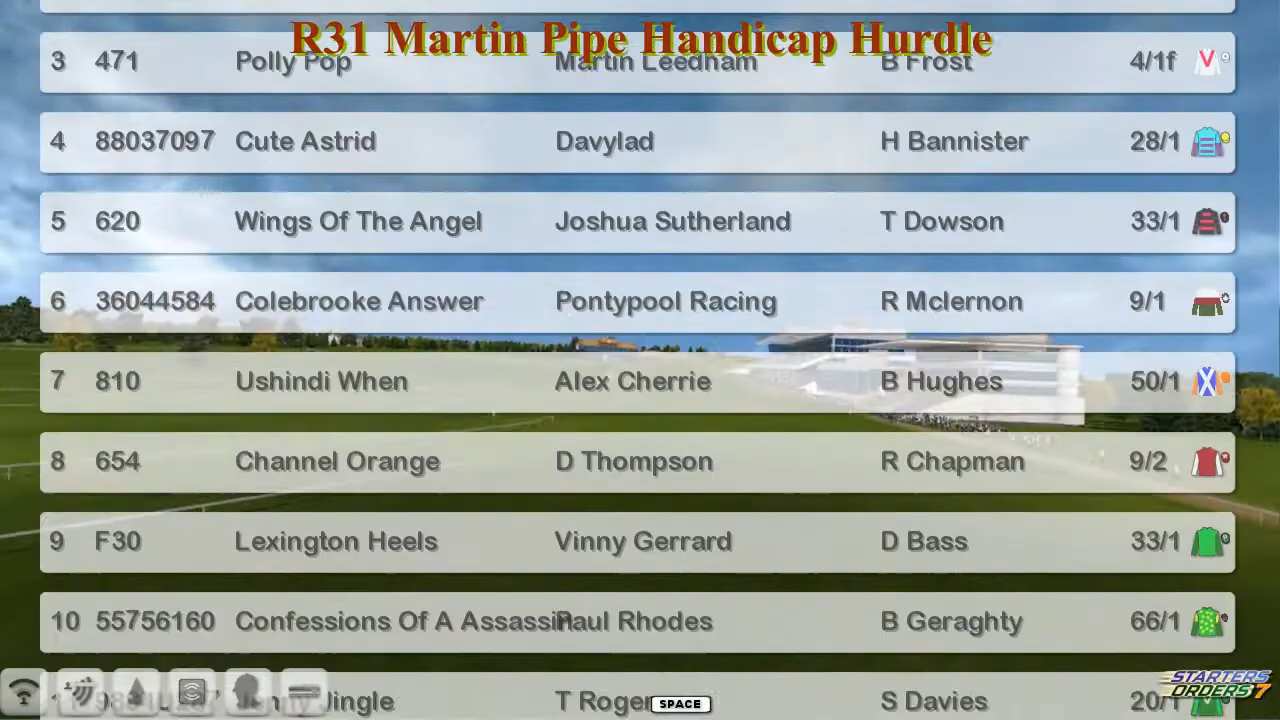 R31 Martin Pipe Handicap Hurdle
3 471 Polly Pop Martin Leedham B Frost 4/1f
4 88037097 Cute Astrid Davylad H Bannister 28/1
5 620 Wings Of The Angel Joshua Sutherland T Dowson 33/1
6 36044584 Colebrooke Answer Pontypool Racing R Mclernon 9/1
7 810 Ushindi When Alex Cherrie B Hughes 50/1
8 654 Channel Orange D Thompson R Chapman 9/2
9 F30 Lexington Heels Vinny Gerrard D Bass 33/1
10 55756160 Confessions Of A Assassin Paul Rhodes B Geraghty 66/1
Jingle T Roger S Davies 20/1
SPACE
STARTERS
ORDERS 7